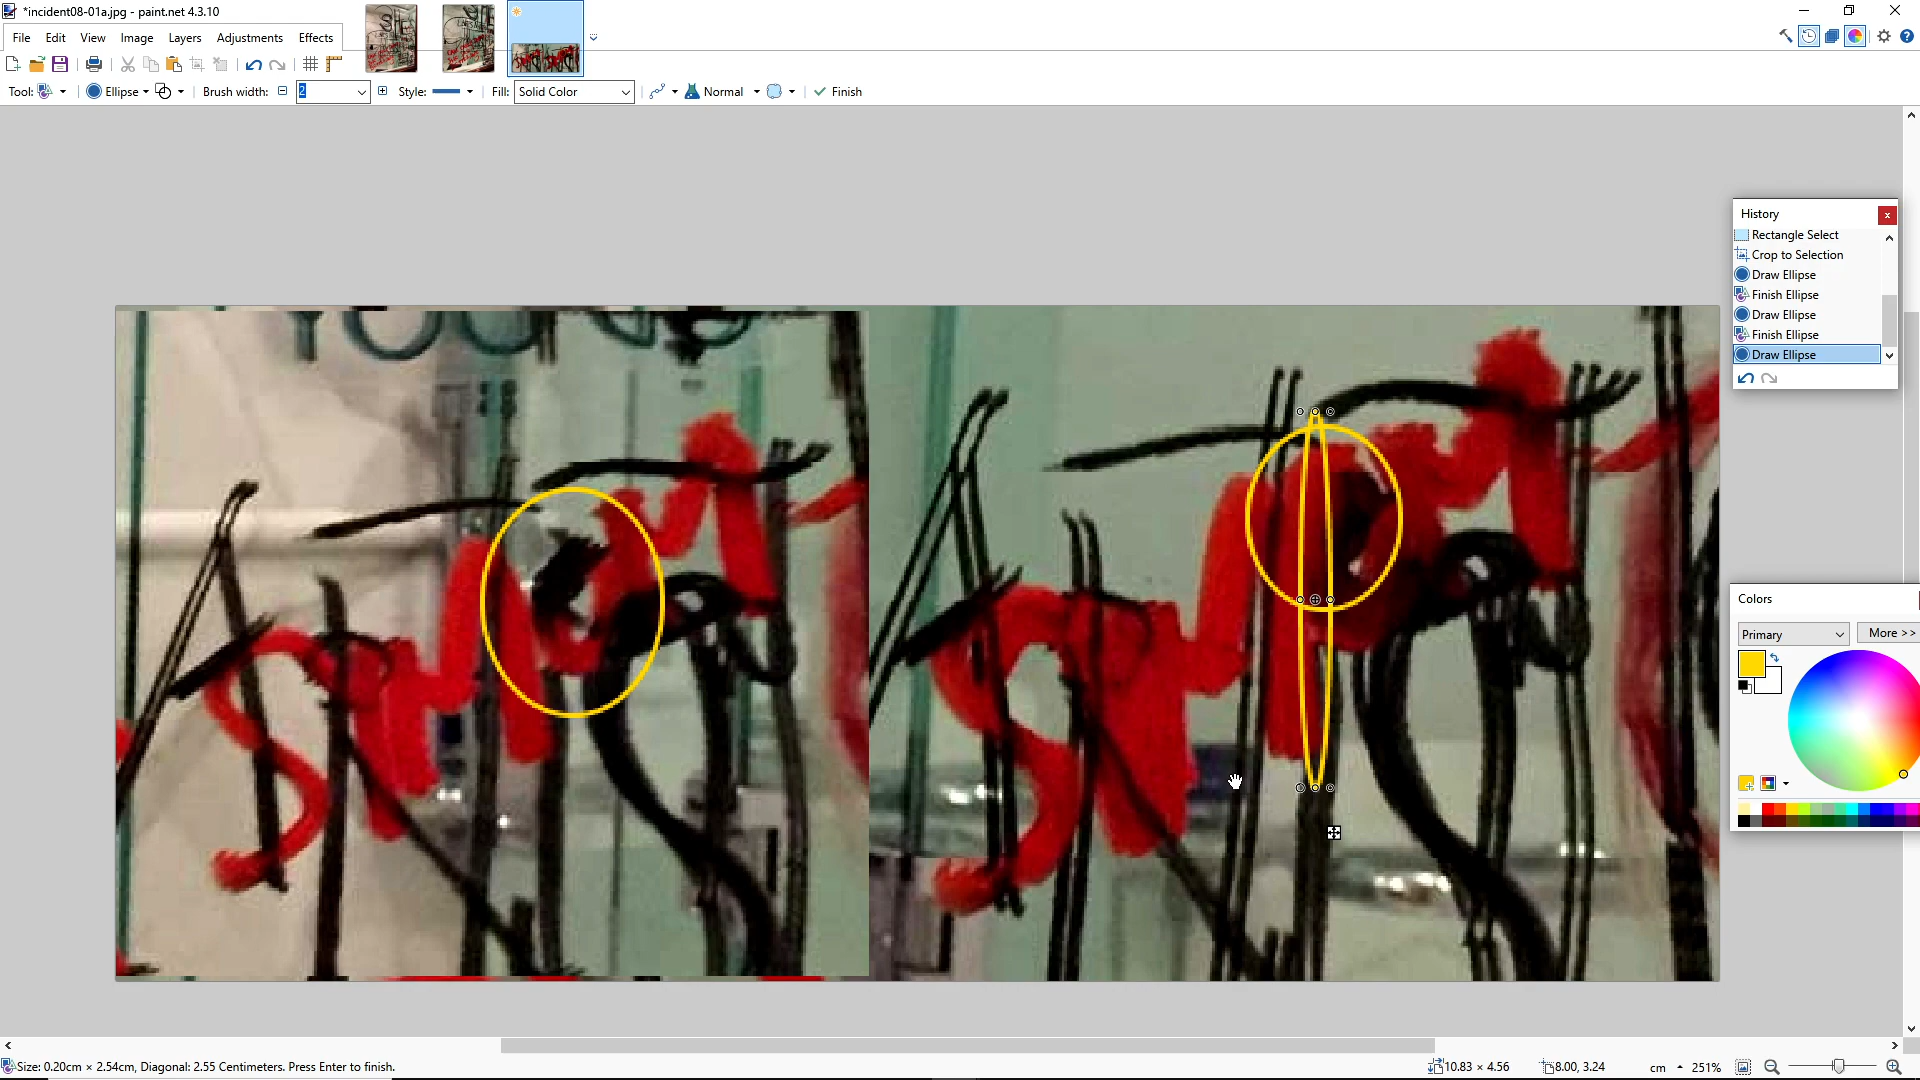 *incident08-01a.jpg - paint.net 4.3.10
File Edit View Image Layers Adjustments Effects
Tool: Ellipse Brush width: 2 Style: Fill: Solid Color Normal Finish
History
Rectangle Select
Crop to Selection
Draw Ellipse
Finish Ellipse
Draw Ellipse
Finish Ellipse
Draw Ellipse
Colors
Primary More >>
Size: 0.20cm × 2.54cm, Diagonal: 2.55 Centimeters. Press Enter to finish. 10.83 × 4.56 8.00, 3.24 cm 251%